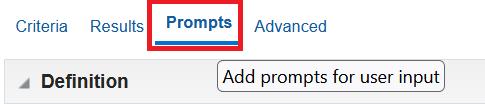 Criteria Results Prompts Advanced
Definition Add prompts for user input